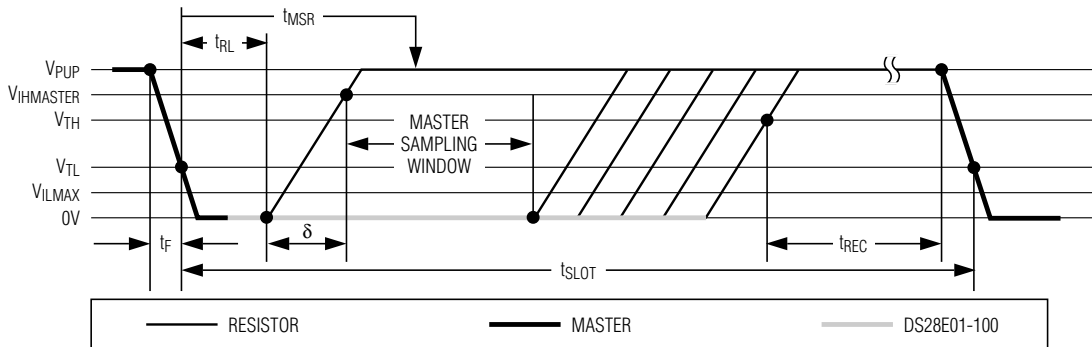 tMSR
tRL
VPUP
VIHMASTER
VTH
MASTER
SAMPLING
WINDOW
VTL
VILMAX
0V
tF
δ
tREC
tSLOT
RESISTOR MASTER DS28E01-100